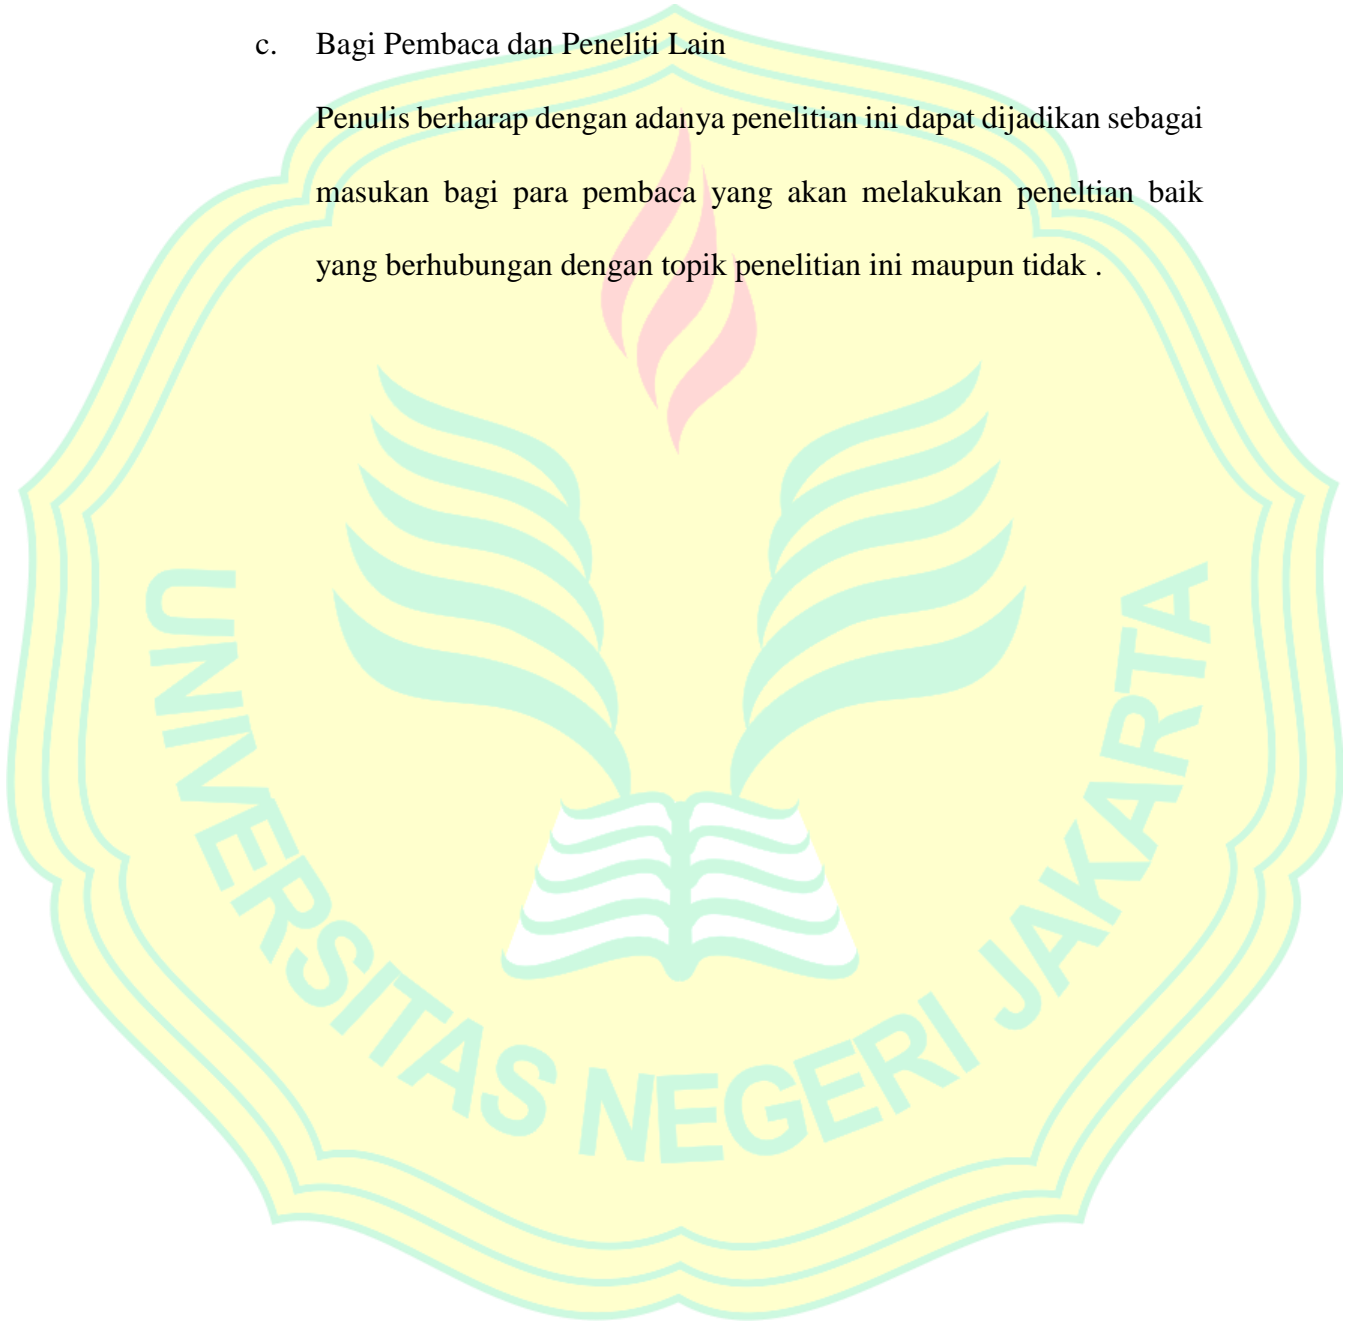 c. Bagi Pembaca dan Peneliti Lain
Penulis berharap dengan adanya penelitian ini dapat dijadikan sebagai
masukan bagi para pembaca yang akan melakukan peneltian baik
yang berhubungan dengan topik penelitian ini maupun tidak .
UNIVERSITAS NEGERI JAKARTA